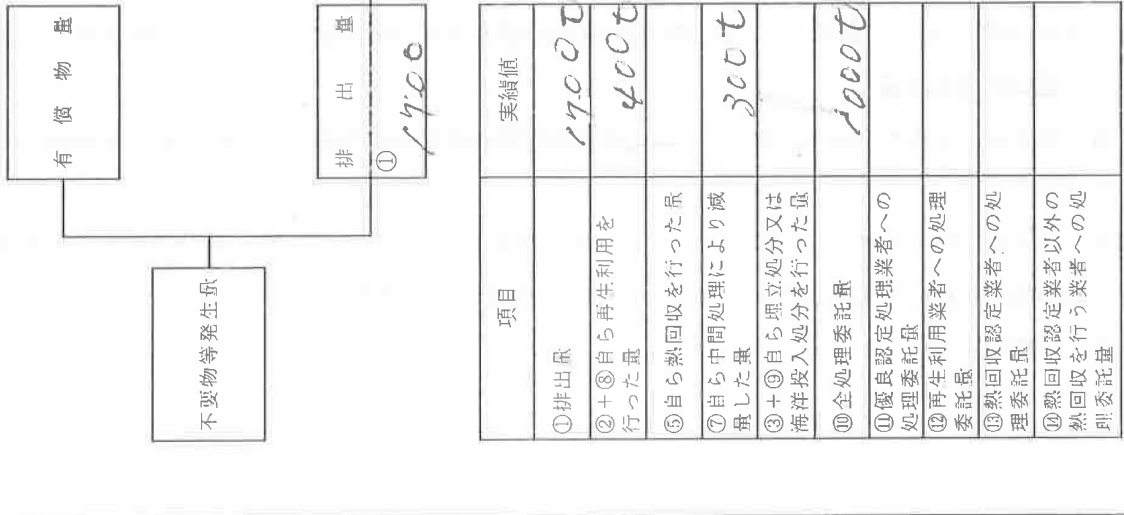 有償物量
不要物等発生量
排出量
①
1700
項目
実績値
①排出量
1700t
②+⑧自ら再生利用を
行った量
400t
⑤自ら熱回収を行った量
⑦自ら中間処理により減
量した量
300t
③+⑨自ら埋立処分又は
海洋投入処分を行った量
⑩全処理委託量
1000t
⑪優良認定処理業者への
処理委託量
⑫再生利用業者への処理
委託量
⑬熱回収認定業者への処
理委託量
⑭熱回収認定業者以外の
熱回収を行う業者への処
理委託量